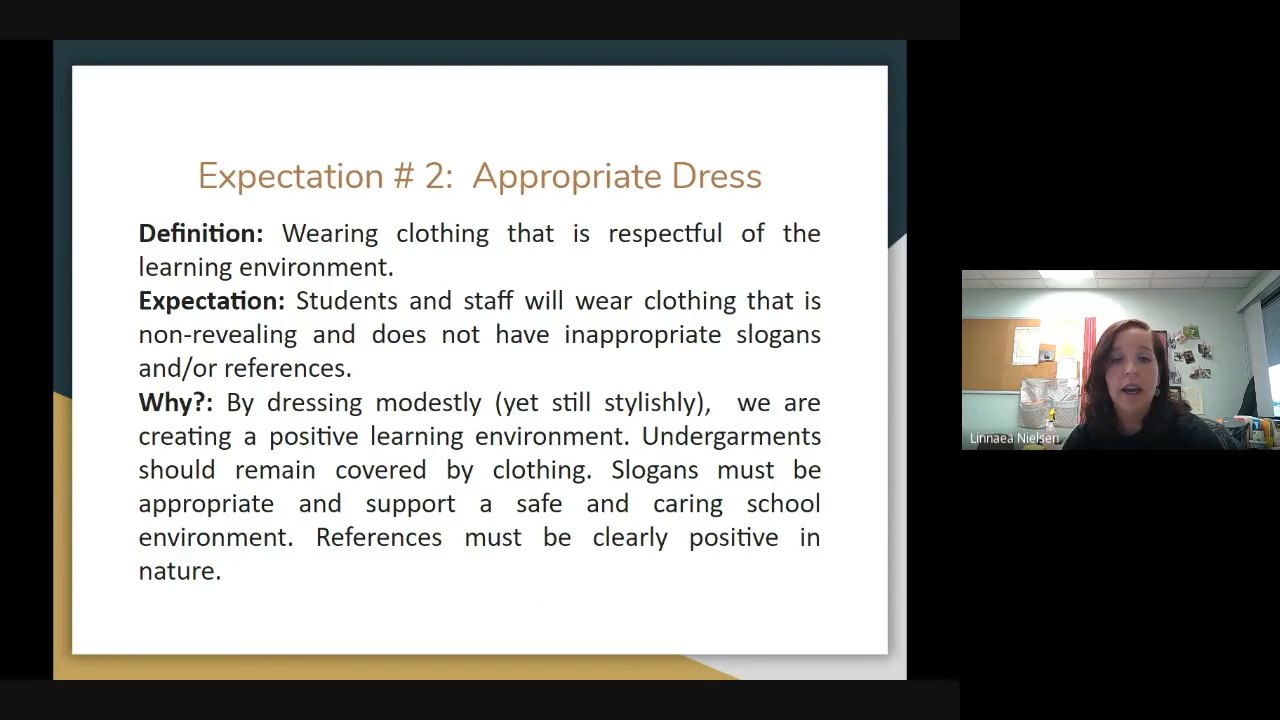 Expectation # 2: Appropriate Dress
Definition: Wearing clothing that is respectful of the
learning environment.
Expectation: Students and staff will wear clothing that is
non-revealing and does not have inappropriate slogans
and/or references.
Why?: By dressing modestly (yet still stylishly), we are
creating a positive learning environment. Undergarments
should remain covered by clothing. Slogans must be
appropriate and support a safe and caring school
environment. References must be clearly positive in
nature.
Linnaea Nielsen